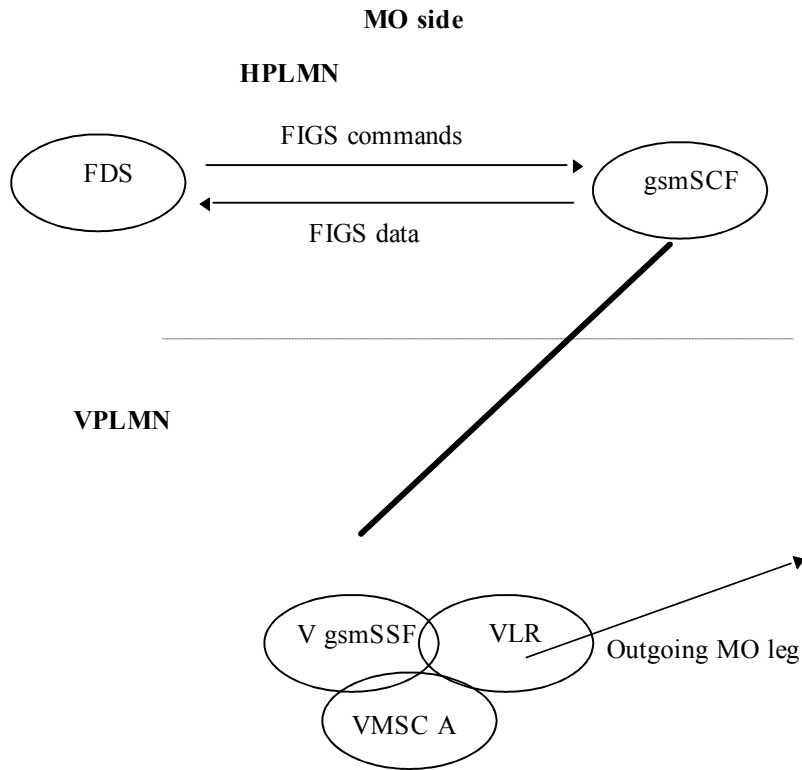 MO side
HPLMN
FIGS commands
FDS
gsmSCF
FIGS data
VPLMN
V gsmSSF
VLR
Outgoing MO leg
VMSC A